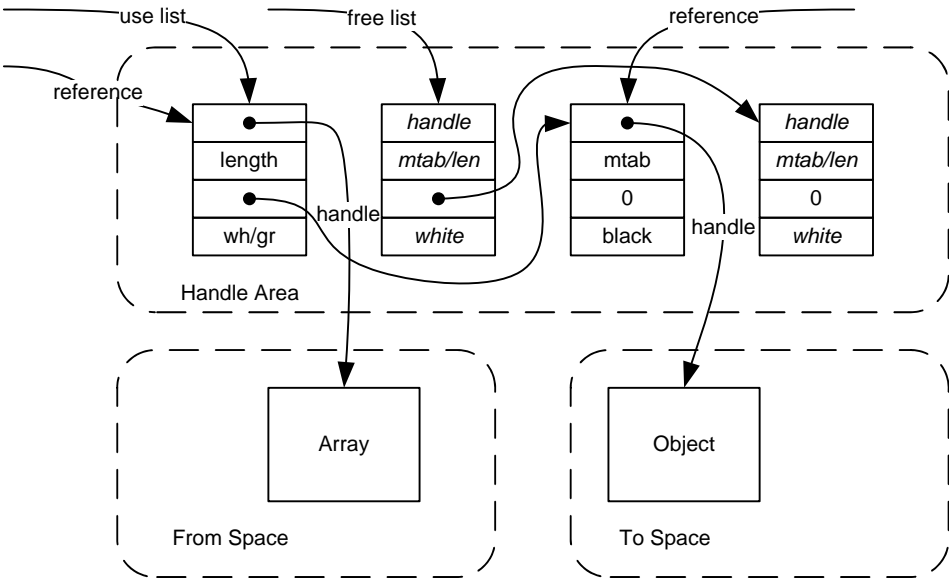 use list
free list
reference
reference
handle
handle
length
mtab/len
mtab
mtab/len
0
0
handle
handle
wh/gr
white
black
white
Handle Area
Array
Object
From Space
To Space